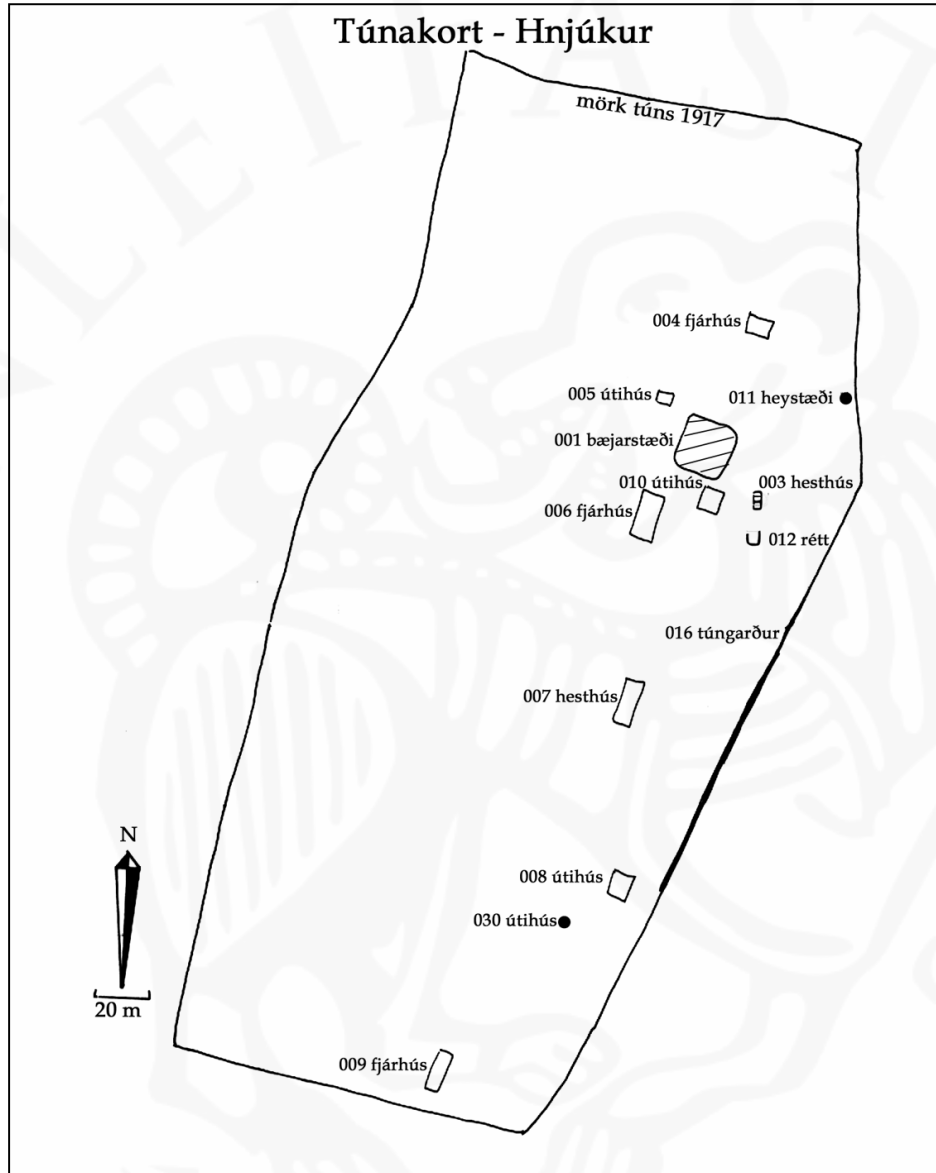 Túnakort - Hnjúkur
mörk túns 1917
004 fjárhús
005 útihús
011 heystæði
001 bæjarstæði
010 útihús
003 hesthús
006 fjárhús
012 rétt
016 túngarður
007 hesthús
N
008 útihús
030 útihús
20 m
009 fjárhús